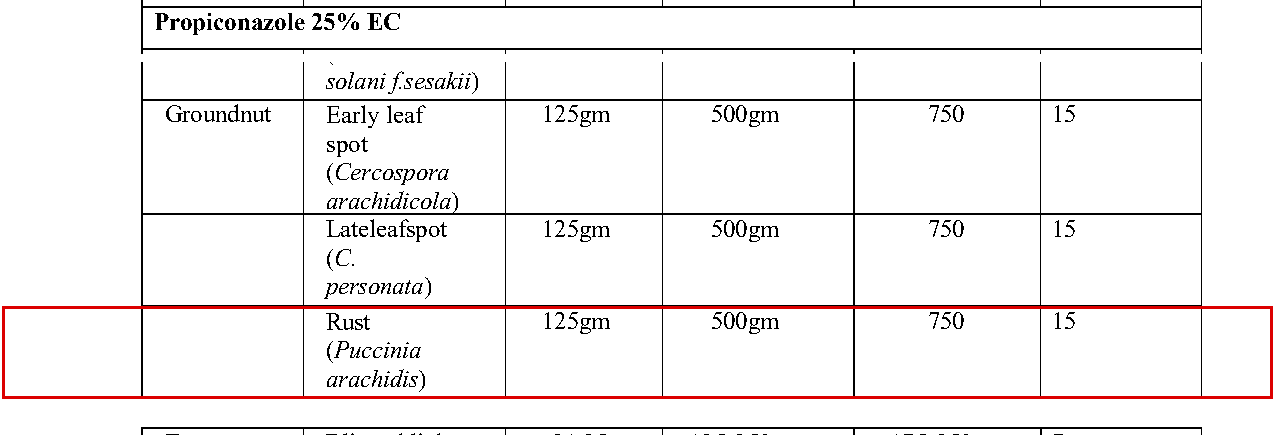 Propiconazole 25% EC
solani f.sesakii)
Groundnut Early leaf 125gm 500gm 750 15
spot
(Cercospora
arachidicola)
Lateleafspot 125gm 500gm 750 15
(C.
personata)
Rust 125gm 500gm 750 15
(Puccinia
arachidis)